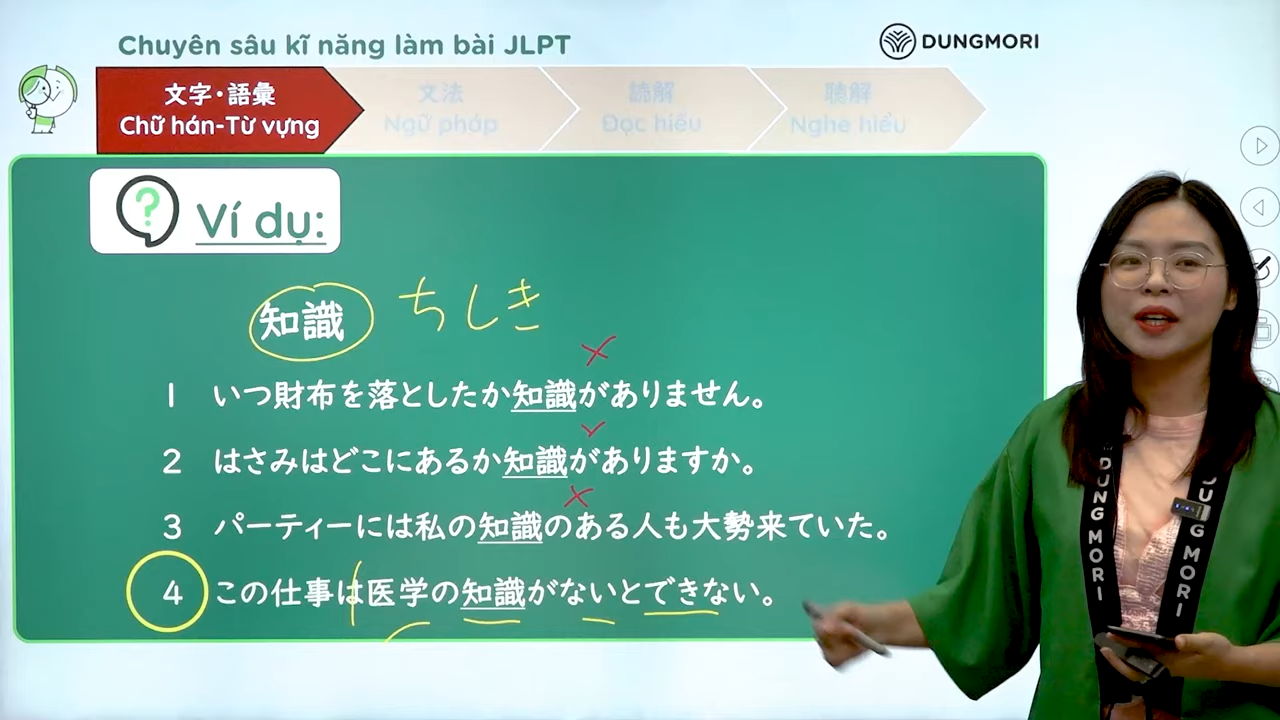 Chuyên sâu kĩ năng làm bài JLPT
DUNGMORI
文字・語彙
Chữ hán-Từ vựng
文法
Ngữ pháp
読解
Đọc hiểu
聴解
Nghe hiểu
Ví dụ:
知識 ちしき
1 いつ財布を落としたか知識がありません。
2 はさみはどこにあるか知識がありますか。
3 パーティーには私の知識のある人も大勢来ていた。
4 この仕事は医学の知識がないとできない。
DUNG MORI
DUNG MORI